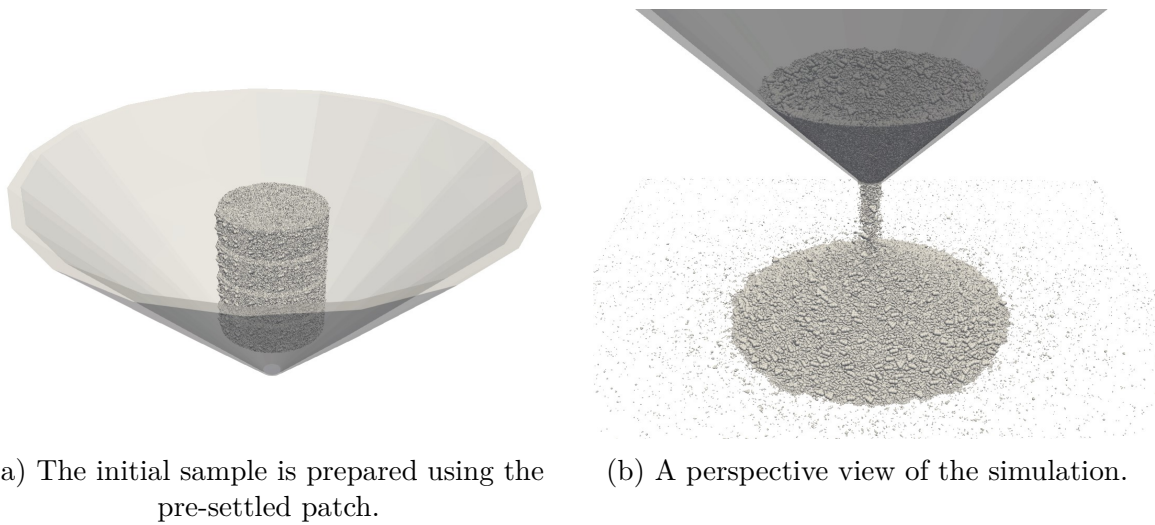 a) The initial sample is prepared using the
pre-settled patch.
(b) A perspective view of the simulation.